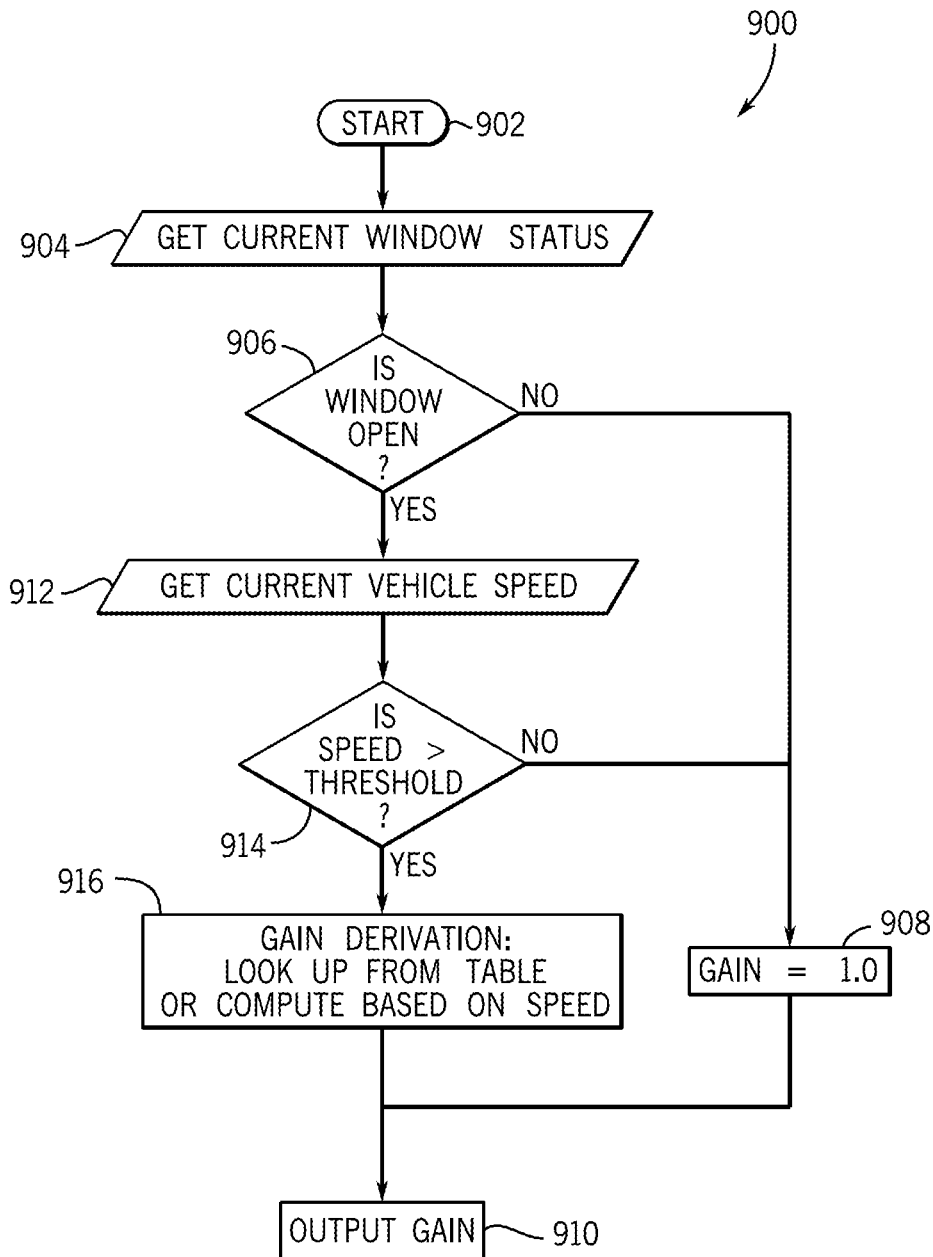 900
START
902
904
GET CURRENT WINDOW STATUS
906
IS
WINDOW
OPEN
?
NO
YES
912
GET CURRENT VEHICLE SPEED
IS
SPEED >
THRESHOLD
?
NO
914
YES
916
GAIN DERIVATION:
LOOK UP FROM TABLE
OR COMPUTE BASED ON SPEED
908
GAIN = 1.0
OUTPUT GAIN
910